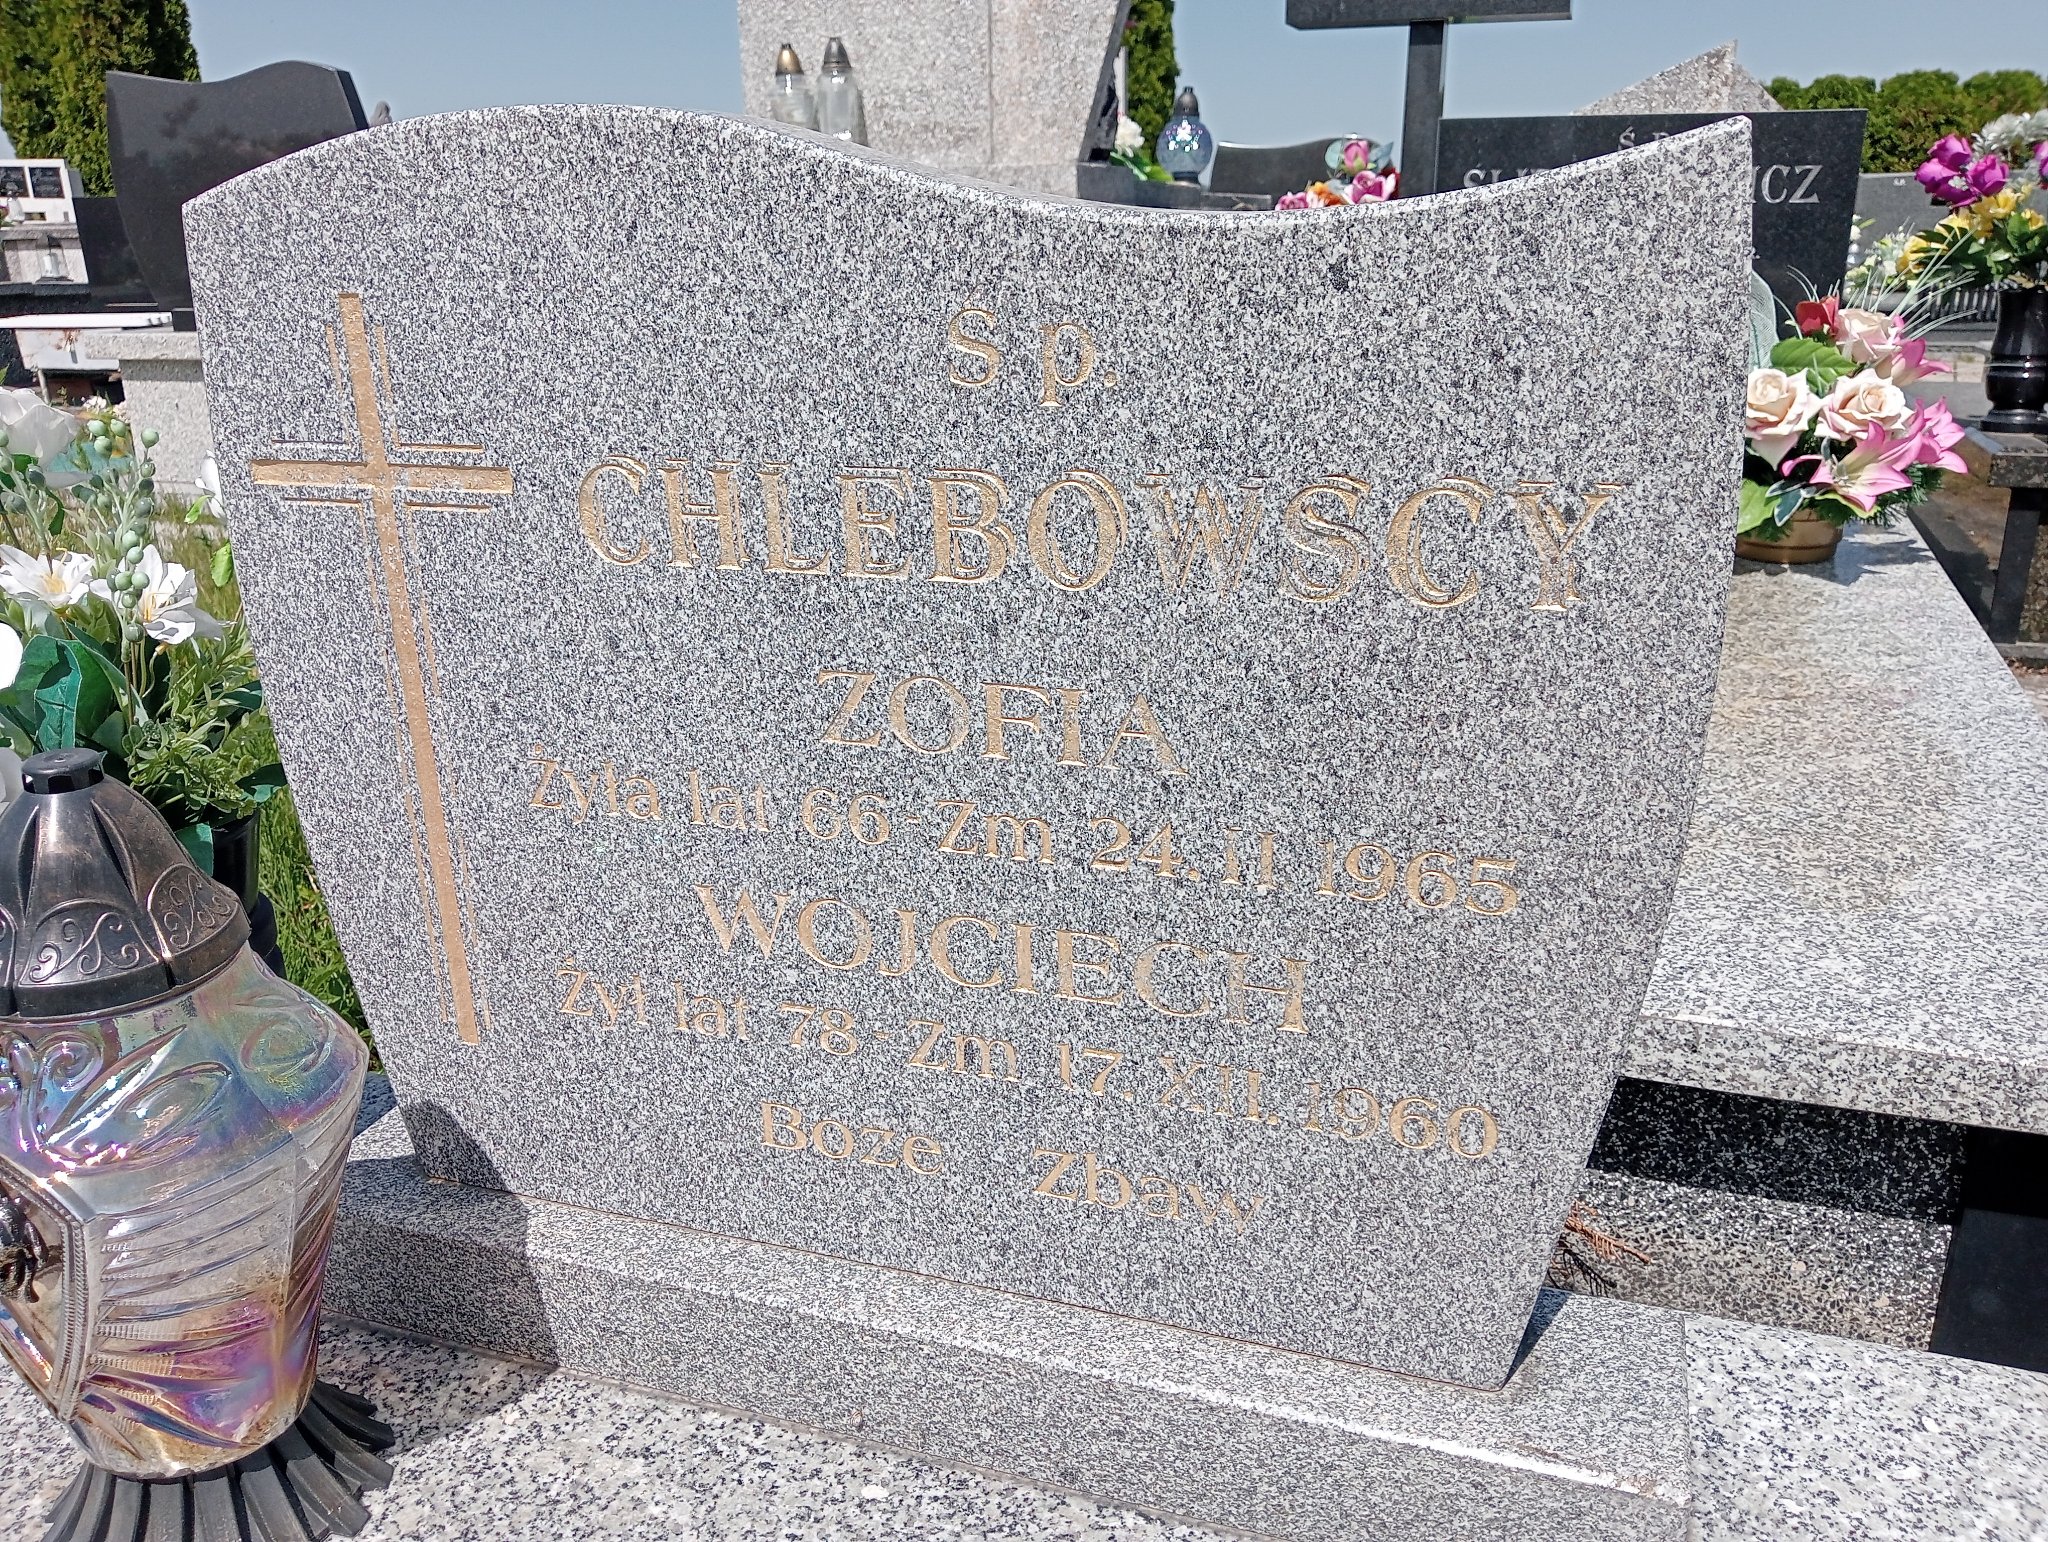 Ś.p.
CHLEBOWSCY
ZOFIA
żyła lat 66 - Zm 24. II 1965
WOJCIECH
żył lat 78 - Zm 17. XII. 1960
Boże zbaw